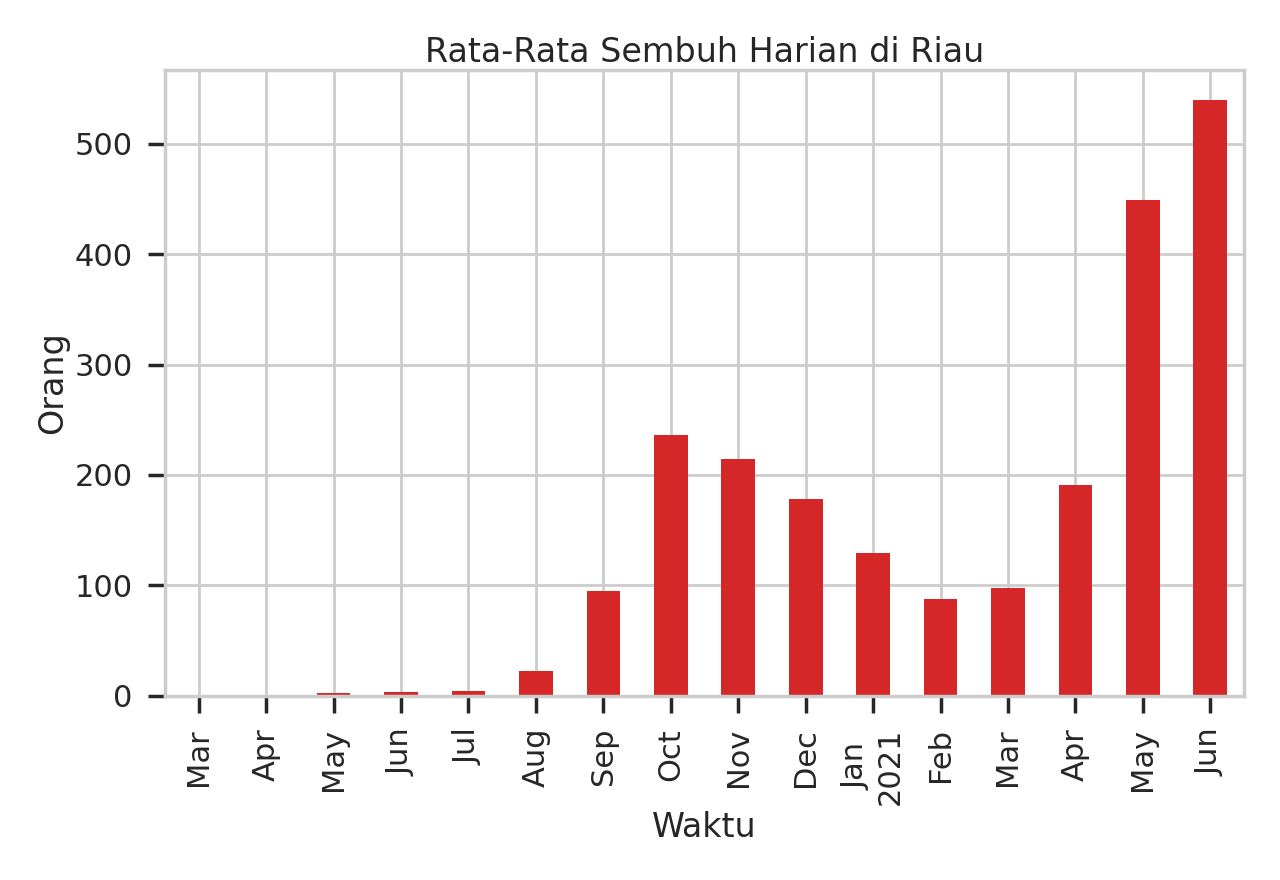 Rata-Rata Sembuh Harian di Riau
Orang
500
400
300
200
100
0
Mar
Apr
May
Jun
Jul
Aug
Sep
Oct
Nov
Dec
Jan
2021
Feb
Mar
Apr
May
Jun
Waktu